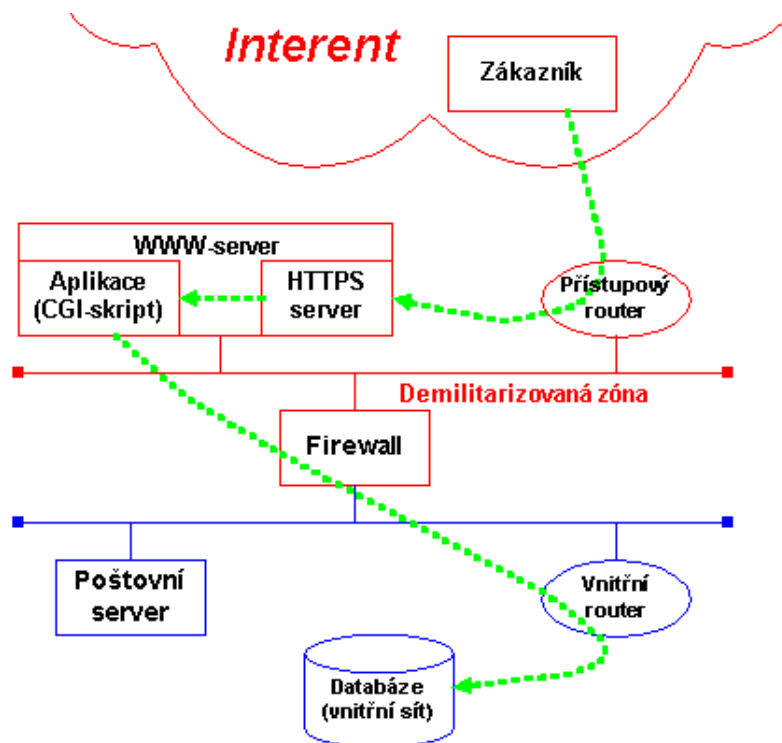 Interent
Zákazník
WWW-server
Aplikace
(CGI-skript)
HTTPS
server
Přístupový
router
Demilitarizovaná zóna
Firewall
Poštovní
server
Vnitřní
router
Databáze
(vnitřní sít)